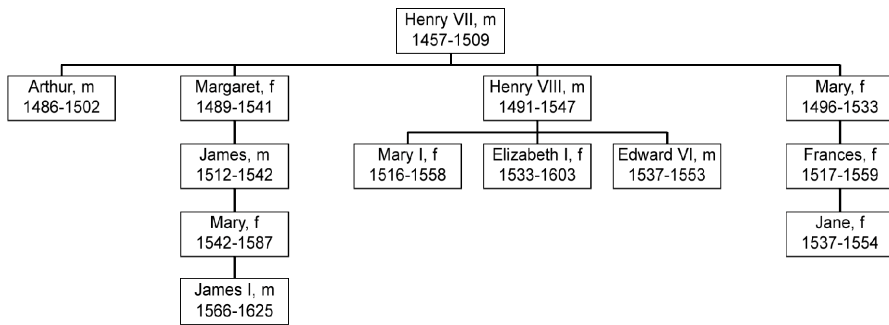 Henry VII, m
1457-1509
Arthur, m
1486-1502
Margaret, f
1489-1541
Henry VIII, m
1491-1547
Mary, f
1496-1533
James, m
1512-1542
Mary I, f
1516-1558
Elizabeth I, f
1533-1603
Edward VI, m
1537-1553
Frances, f
1517-1559
Mary, f
1542-1587
Jane, f
1537-1554
James I, m
1566-1625